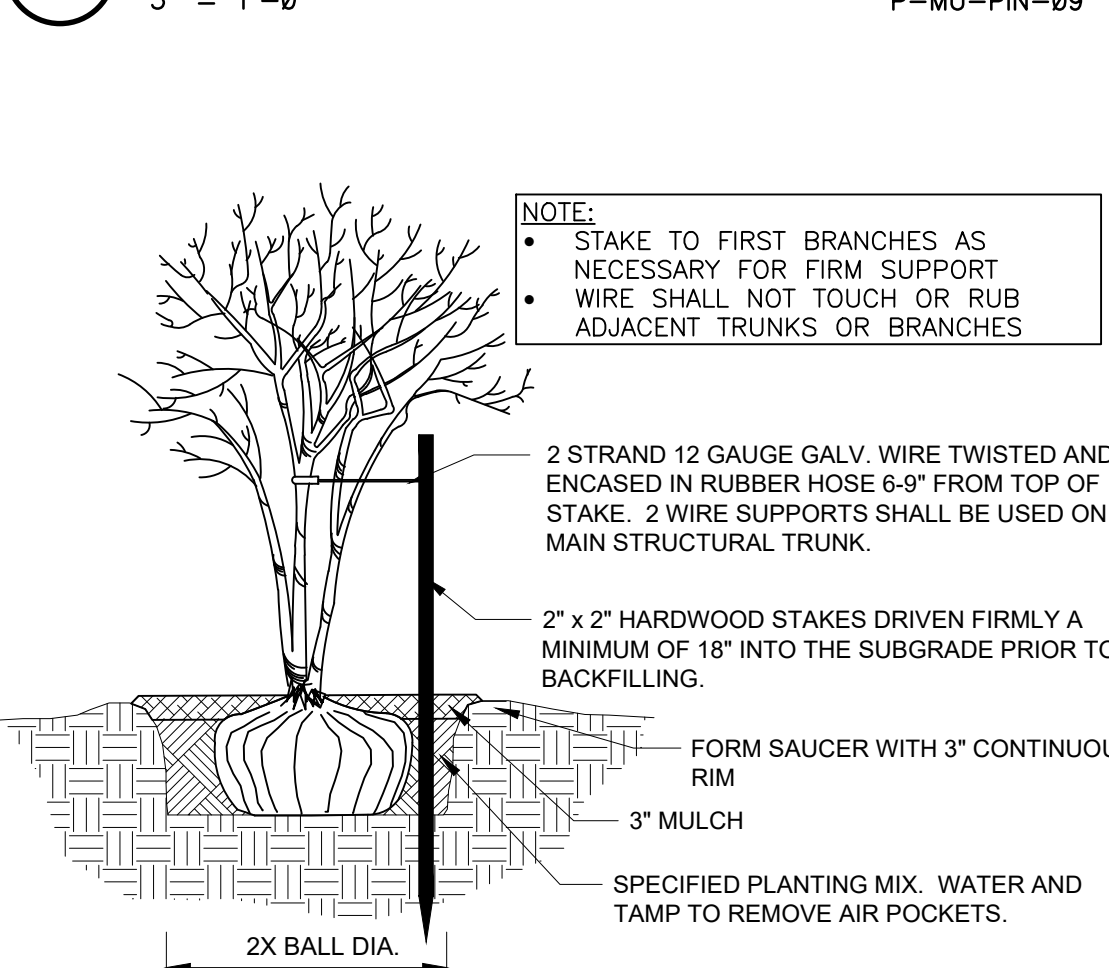 P-MU-PIN-09
NOTE:
• STAKE TO FIRST BRANCHES AS
NECESSARY FOR FIRM SUPPORT
• WIRE SHALL NOT TOUCH OR RUB
ADJACENT TRUNKS OR BRANCHES
2 STRAND 12 GAUGE GALV. WIRE TWISTED AND
ENCASED IN RUBBER HOSE 6-9" FROM TOP OF
STAKE. 2 WIRE SUPPORTS SHALL BE USED ON
MAIN STRUCTURAL TRUNK.
2" x 2" HARDWOOD STAKES DRIVEN FIRMLY A
MINIMUM OF 18" INTO THE SUBGRADE PRIOR TO
BACKFILLING.
FORM SAUCER WITH 3"
RIM
3" MULCH
SPECIFIED PLANTING MIX. WATER AND
TAMP TO REMOVE AIR POCKETS.
2X BALL DIA.